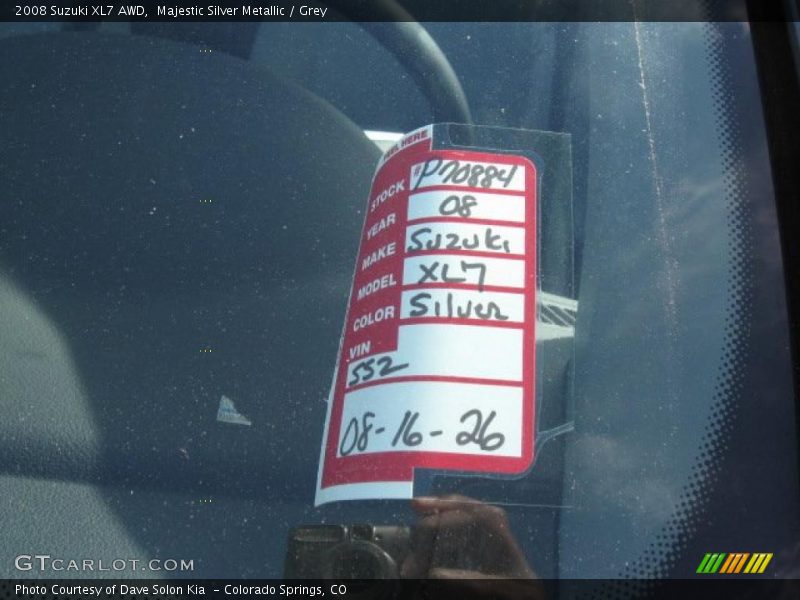 2008 Suzuki XL7 AWD,  Majestic Silver Metallic / Grey
PEEL HERE
STOCK # P70884
YEAR 08
MAKE Suzuki
MODEL XL7
COLOR Silver
VIN
552
08-16-26
GTCARLOT.COM
Photo Courtesy of Dave Solon Kia  - Colorado Springs, CO